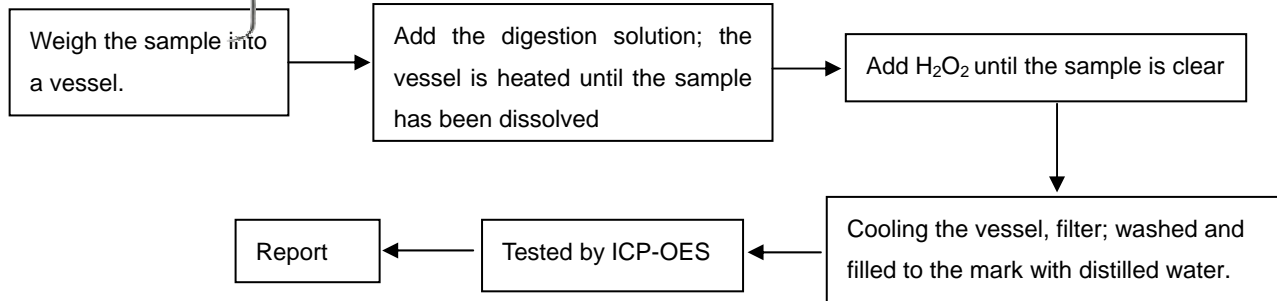 Weigh the sample into
a vessel.
Add the digestion solution; the
vessel is heated until the sample
has been dissolved
Add H₂O₂ until the sample is clear
Cooling the vessel, filter; washed and
filled to the mark with distilled water.
Tested by ICP-OES
Report